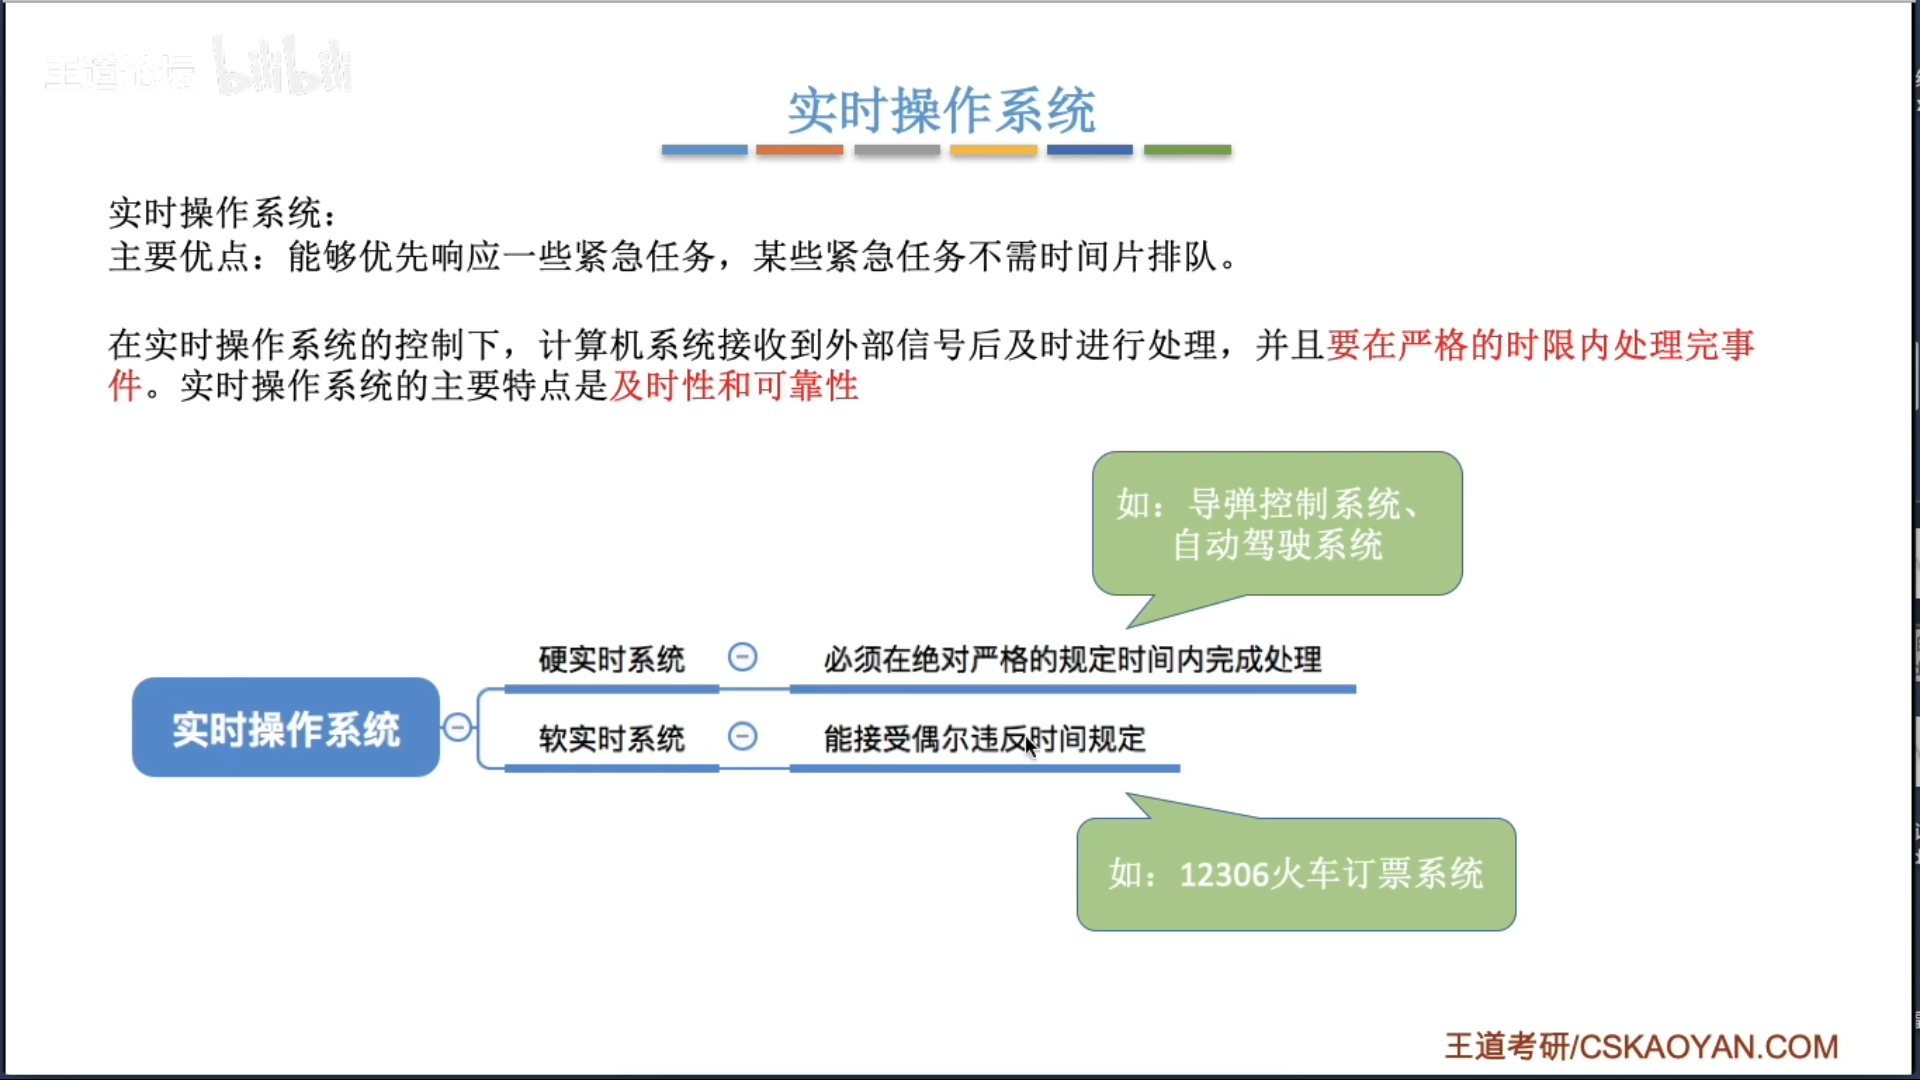 王道论坛 bilibili
实时操作系统
实时操作系统：
主要优点：能够优先响应一些紧急任务，某些紧急任务不需时间片排队。
在实时操作系统的控制下，计算机系统接收到外部信号后及时进行处理，并且要在严格的时限内处理完事
件。实时操作系统的主要特点是及时性和可靠性
如：导弹控制系统、
自动驾驶系统
硬实时系统
必须在绝对严格的规定时间内完成处理
实时操作系统
软实时系统
能接受偶尔违反时间规定
如：12306火车订票系统
王道考研/CSKAOYAN.COM